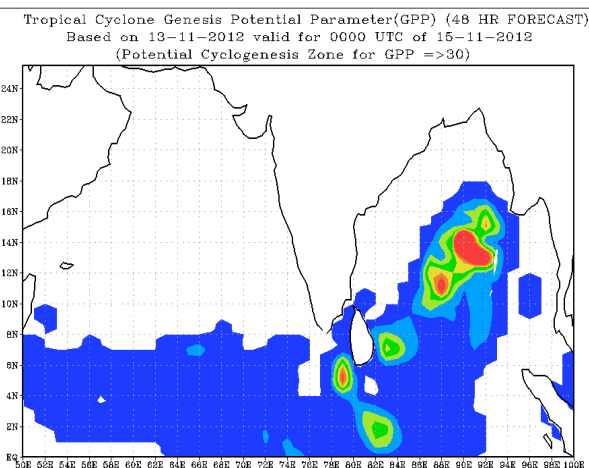 Tropical Cyclone Genesis Potential Parameter(GPP) (48 HR FORECAST)
Based on 13-11-2012 valid for 0000 UTC of 15-11-2012
(Potential Cyclogenesis Zone for GPP =>30)
24N
22N
20N
18N
16N
14N
12N
10N
8N
6N
4N
2N
EQ
50E 52E 54E 56E 58E 60E 62E 64E 66E 68E 70E 72E 74E 76E 78E 80E 82E 84E 86E 88E 90E 92E 94E 96E 98E 100E